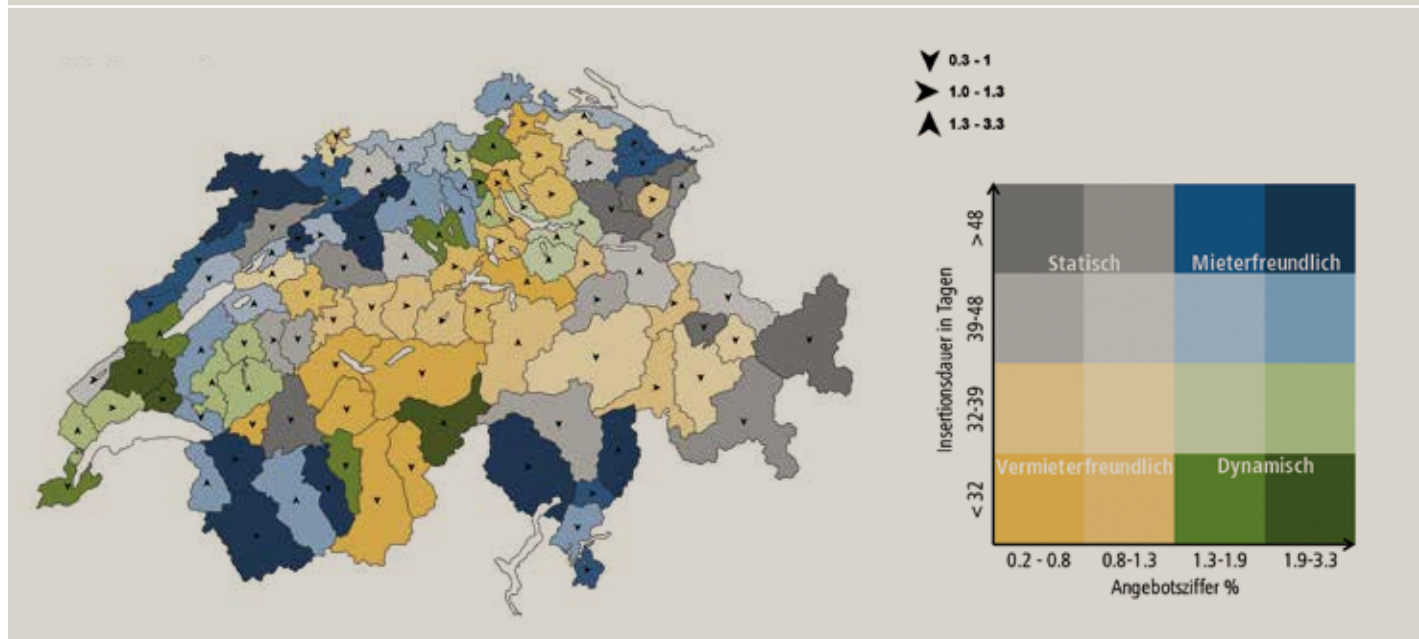 0.3 - 1
1.0 - 1.3
1.3 - 3.3
Insertionsdauer in Tagen
> 48
39-48
32-39
< 32
Statisch
Mieterfreundlich
Vermieterfreundlich
Dynamisch
0.2 - 0.8
0.8-1.3
1.3-1.9
1.9-3.3
Angebotsziffer %